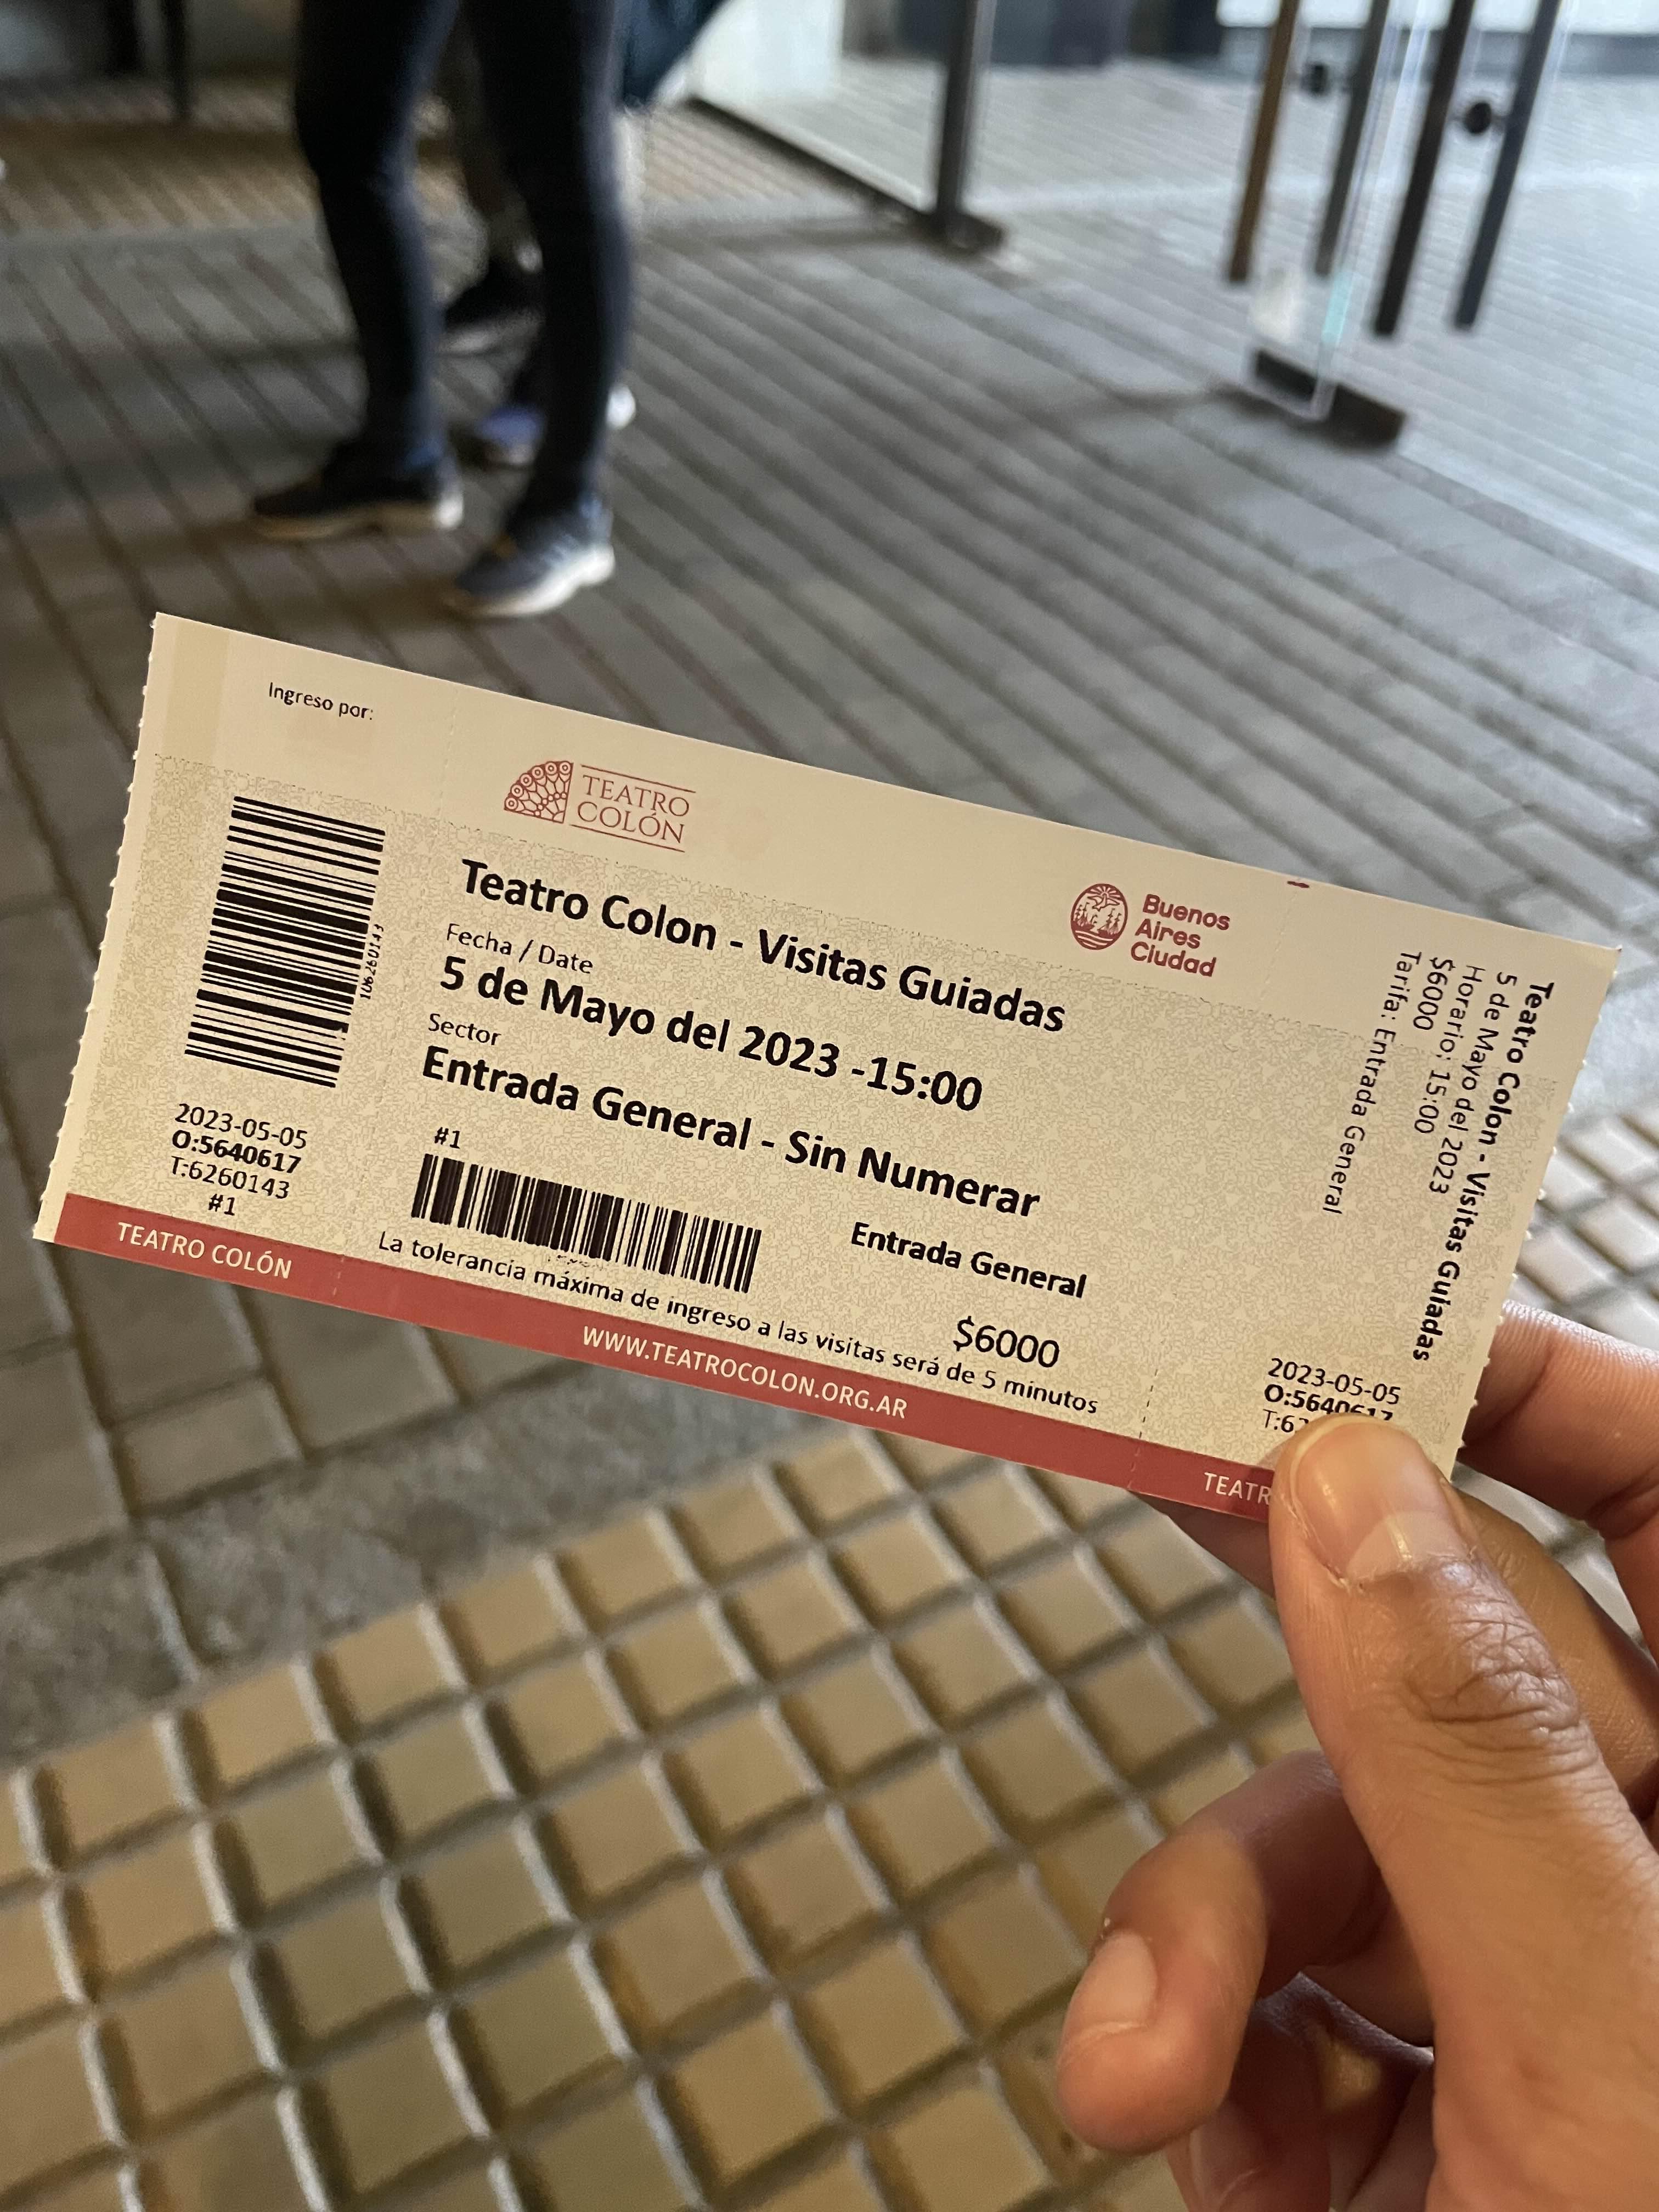 Ingreso por:
TEATRO
COLÓN
Buenos
Aires
Ciudad
Teatro Colon - Visitas Guiadas
Fecha / Date
5 de Mayo del 2023 -15:00
Sector
Entrada General - Sin Numerar
#1
Entrada General
$6000
La tolerancia máxima de ingreso a las visitas será de 5 minutos
2023-05-05
O:5640617
T:6260143
#1
TEATRO COLÓN
WWW.TEATROCOLON.ORG.AR
Teatro Colon - Visitas Guiadas
5 de Mayo del 2023
Horario: 15:00
$6000
Tarifa: Entrada General
2023-05-05
O:5640617